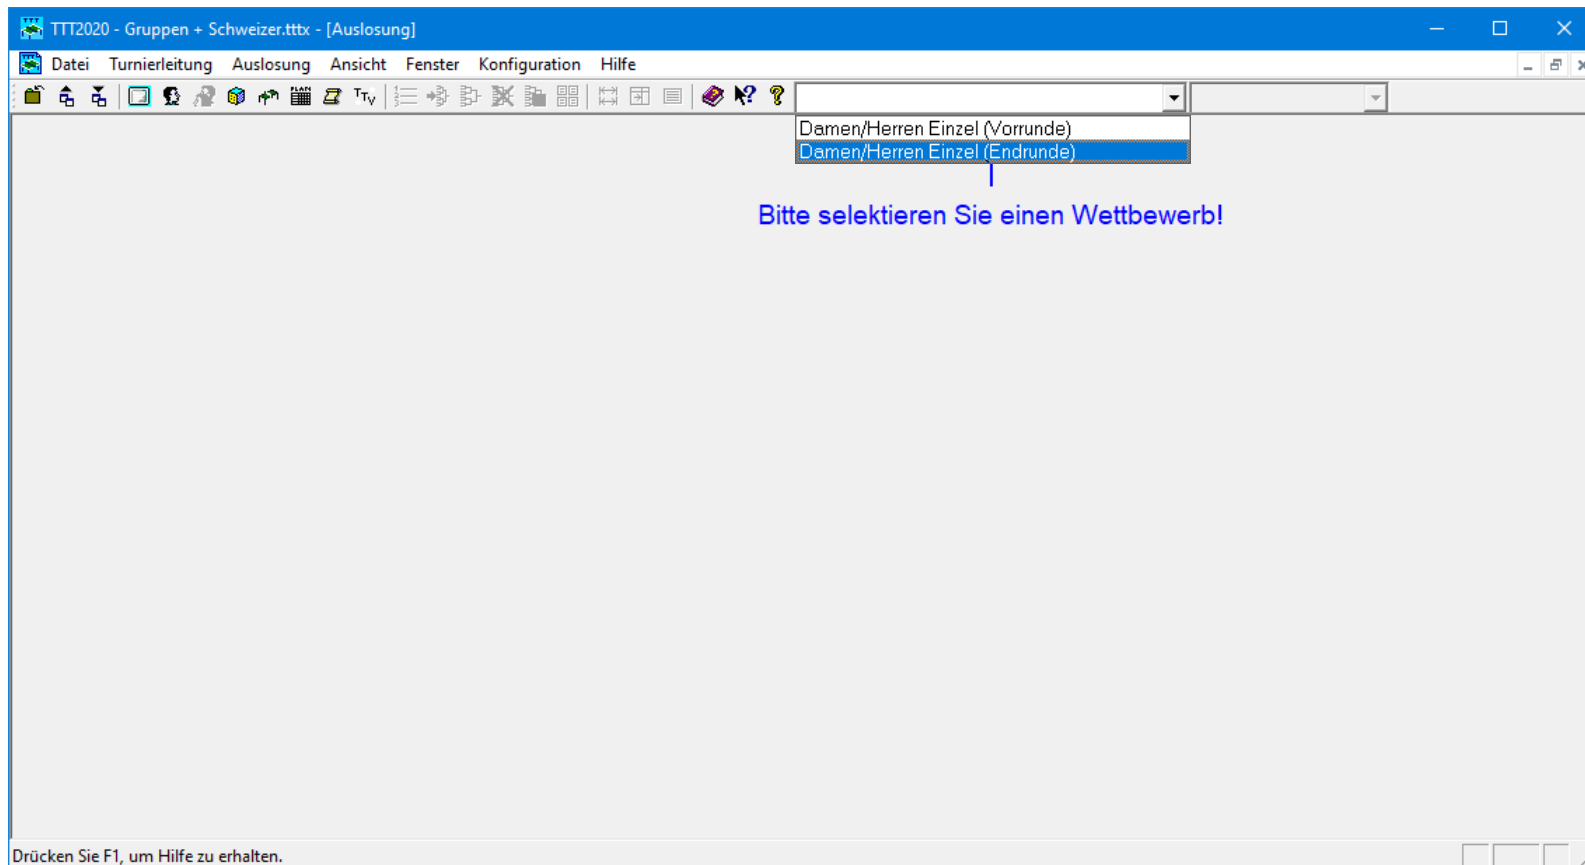 TTT2020 - Gruppen + Schweizer.tttx - [Auslosung]
Datei Turnierleitung Auslosung Ansicht Fenster Konfiguration Hilfe
Damen/Herren Einzel (Vorrunde)
Damen/Herren Einzel (Endrunde)
Bitte selektieren Sie einen Wettbewerb!
Drücken Sie F1, um Hilfe zu erhalten.